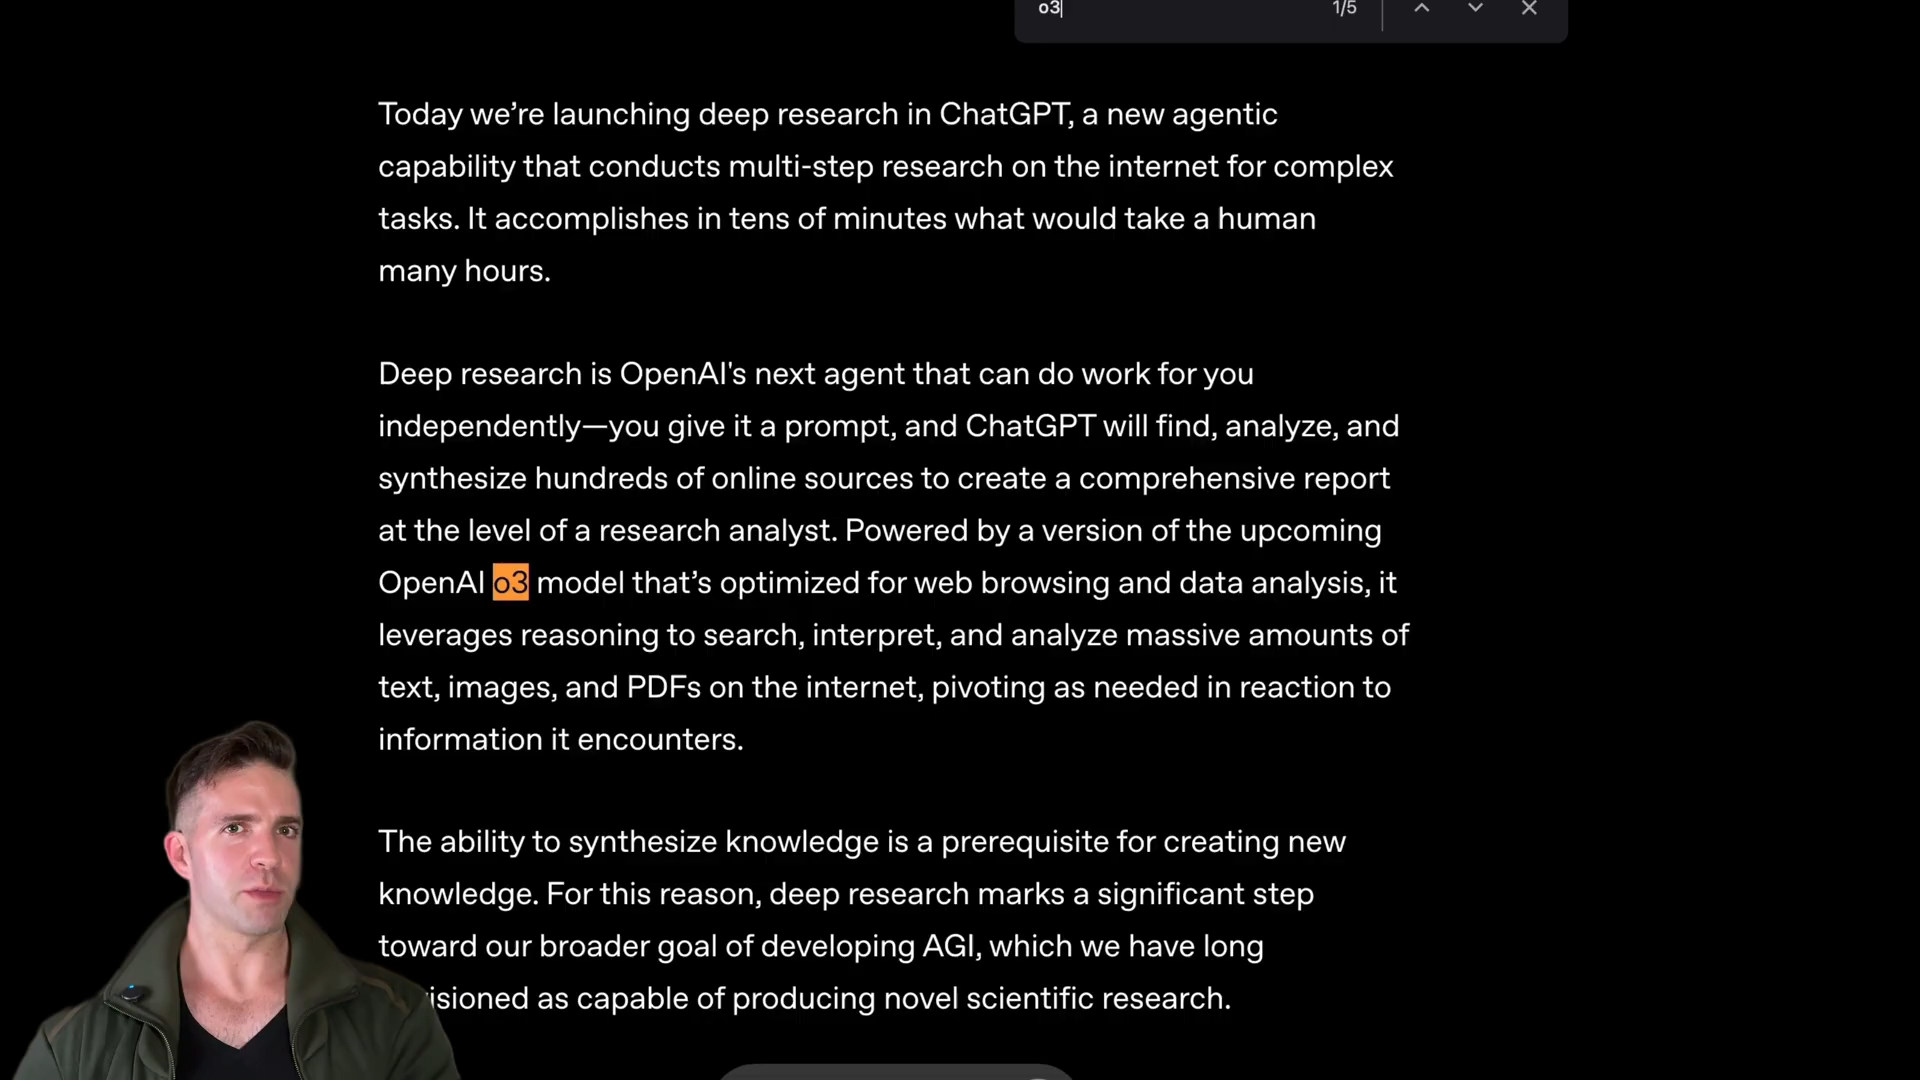 o3
1/5
Today we’re launching deep research in ChatGPT, a new agentic
capability that conducts multi-step research on the internet for complex
tasks. It accomplishes in tens of minutes what would take a human
many hours.
Deep research is OpenAI's next agent that can do work for you
independently—you give it a prompt, and ChatGPT will find, analyze, and
synthesize hundreds of online sources to create a comprehensive report
at the level of a research analyst. Powered by a version of the upcoming
OpenAI o3 model that’s optimized for web browsing and data analysis, it
leverages reasoning to search, interpret, and analyze massive amounts of
text, images, and PDFs on the internet, pivoting as needed in reaction to
information it encounters.
The ability to synthesize knowledge is a prerequisite for creating new
knowledge. For this reason, deep research marks a significant step
toward our broader goal of developing AGI, which we have long
isioned as capable of producing novel scientific research.